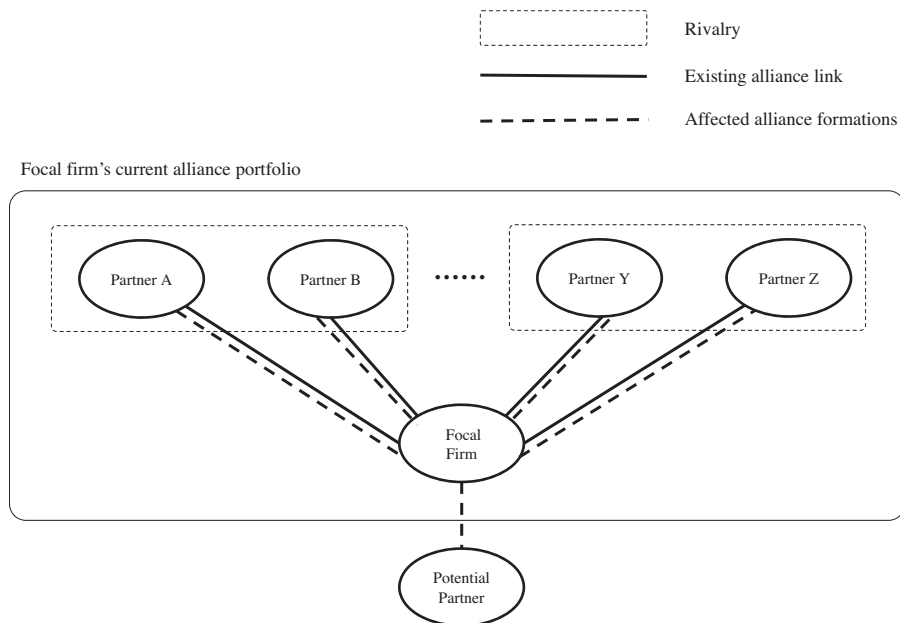 Rivalry
Existing alliance link
Affected alliance formations
Focal firm's current alliance portfolio
Partner A
Partner B
......
Partner Y
Partner Z
Focal
Firm
Potential
Partner